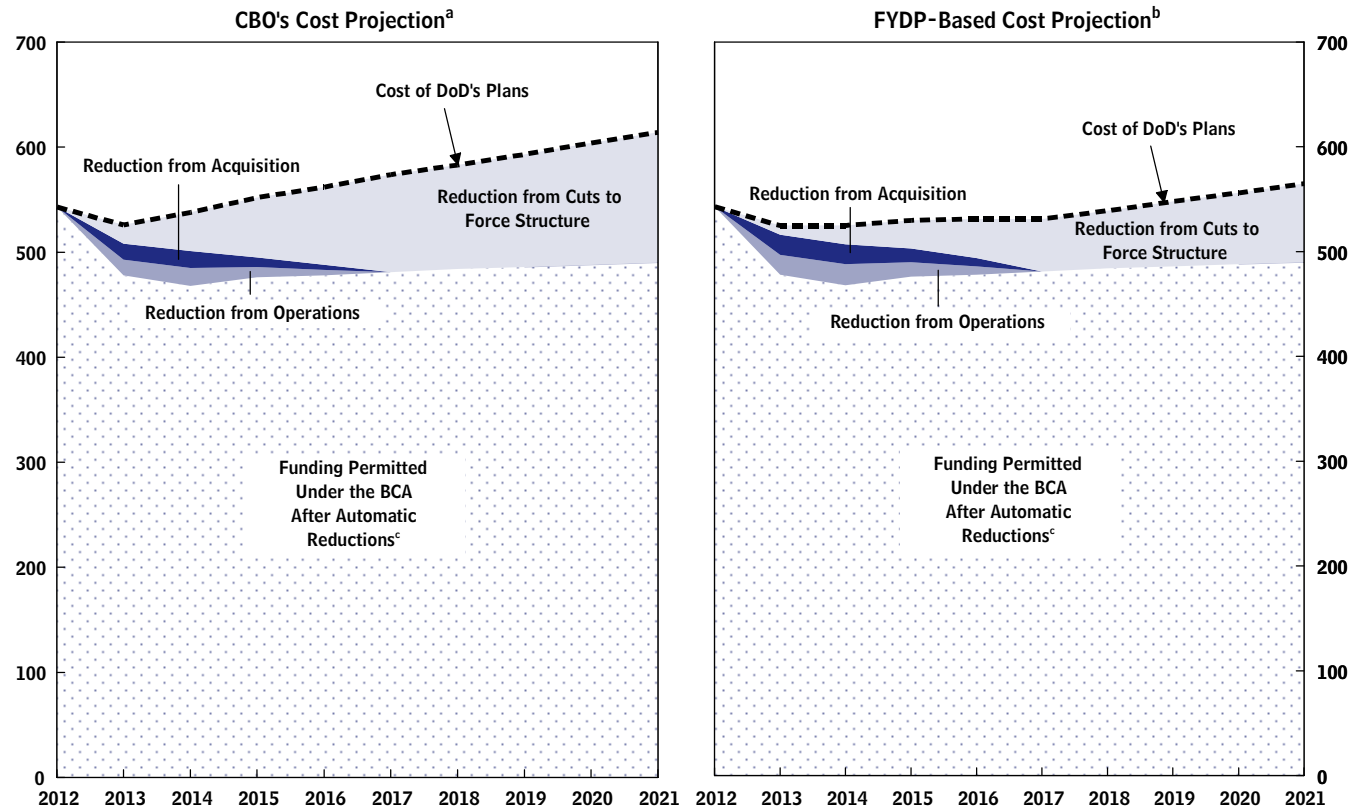 CBO's Cost Projectionᵃ
700
600
500
400
300
200
100
0
Cost of DoD's Plans
Reduction from Acquisition
Reduction from Cuts to
Force Structure
Reduction from Operations
Funding Permitted
Under the BCA
After Automatic
Reductionsᶜ
2012 2013 2014 2015 2016 2017 2018 2019 2020 2021
FYDP-Based Cost Projectionᵇ
700
600
500
400
300
200
100
0
Cost of DoD's Plans
Reduction from Acquisition
Reduction from Cuts to
Force Structure
Reduction from Operations
Funding Permitted
Under the BCA
After Automatic
Reductionsᶜ
2012 2013 2014 2015 2016 2017 2018 2019 2020 2021